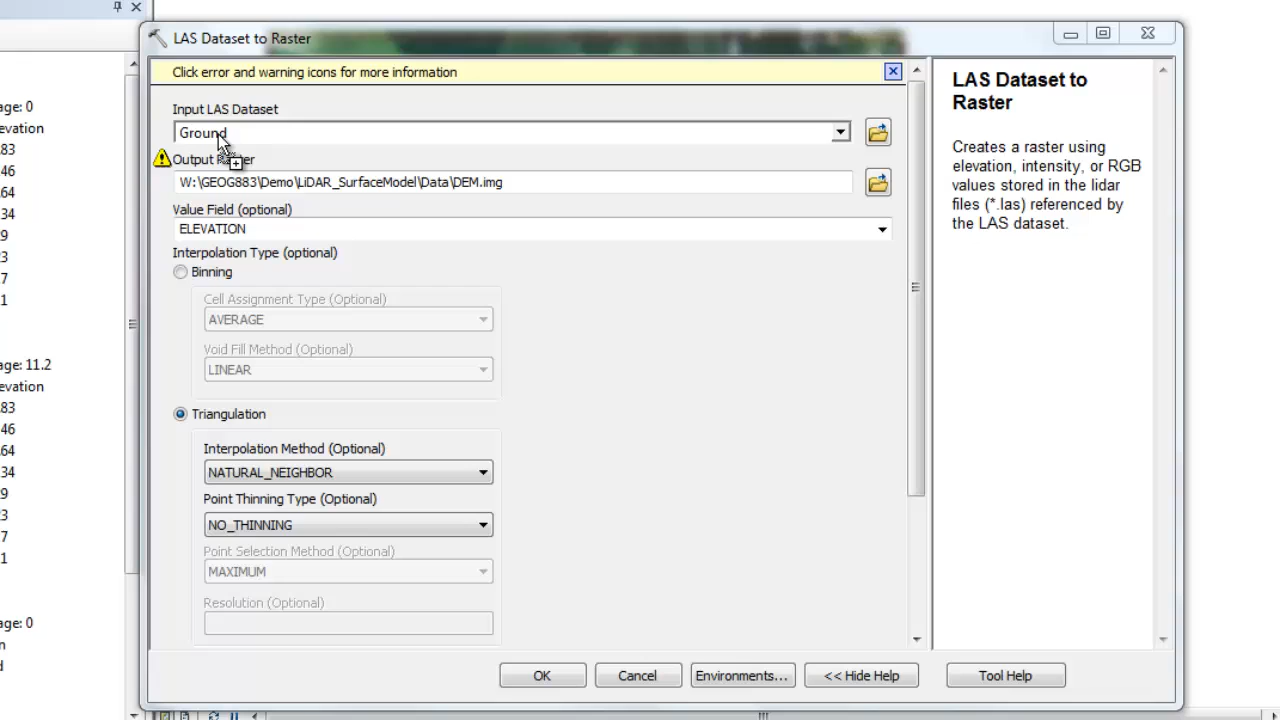 LAS Dataset to Raster
Click error and warning icons for more information
Input LAS Dataset
Ground
Output Raster
W:\GEOG883\Demo\LiDAR_SurfaceModel\Data\DEM.img
Value Field (optional)
ELEVATION
Interpolation Type (optional)
Binning
Cell Assignment Type (Optional)
AVERAGE
Void Fill Method (Optional)
LINEAR
Triangulation
Interpolation Method (Optional)
NATURAL_NEIGHBOR
Point Thinning Type (Optional)
NO_THINNING
Point Selection Method (Optional)
MAXIMUM
Resolution (Optional)
OK
Cancel
Environments...
<< Hide Help
Tool Help
LAS Dataset to
Raster
Creates a raster using
elevation, intensity, or RGB
values stored in the lidar
files (*.las) referenced by
the LAS dataset.
age: 0
evation
83
46
64
34
29
23
7
1
age: 11.2
evation
83
46
64
34
29
23
7
1
age: 0
n
d